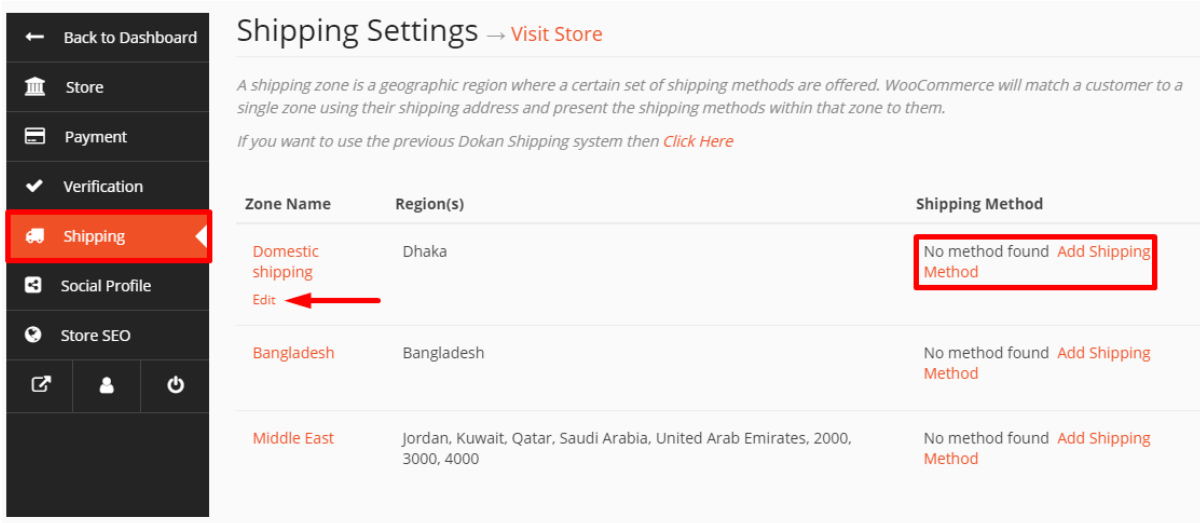 Back to Dashboard
Store
Payment
Verification
Shipping
Social Profile
Store SEO
Shipping Settings → Visit Store
A shipping zone is a geographic region where a certain set of shipping methods are offered. WooCommerce will match a customer to a
single zone using their shipping address and present the shipping methods within that zone to them.
If you want to use the previous Dokan Shipping system then Click Here
Zone Name Region(s) Shipping Method
Domestic Dhaka No method found Add Shipping
shipping Method
Edit
Bangladesh Bangladesh No method found Add Shipping
Method
Middle East Jordan, Kuwait, Qatar, Saudi Arabia, United Arab Emirates, 2000, No method found Add Shipping
3000, 4000 Method